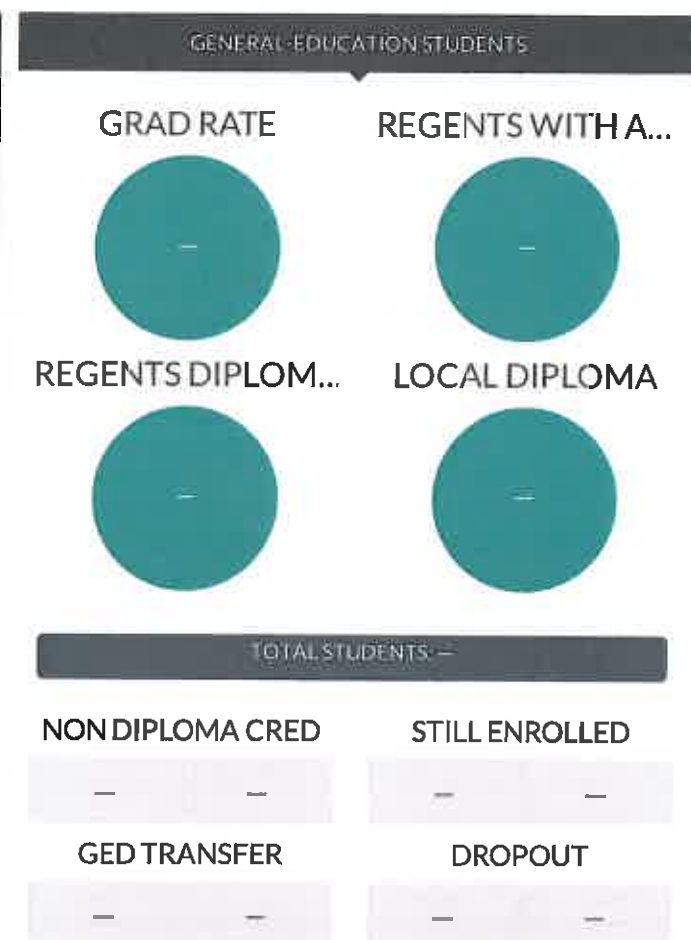 GENERAL-EDUCATION STUDENTS
GRAD RATE
REGENTS WITH A...
—
—
REGENTS DIPLOM...
LOCAL DIPLOMA
—
—
TOTAL STUDENTS: —
NON DIPLOMA CRED
STILL ENROLLED
— —
— —
GED TRANSFER
DROPOUT
— —
— —